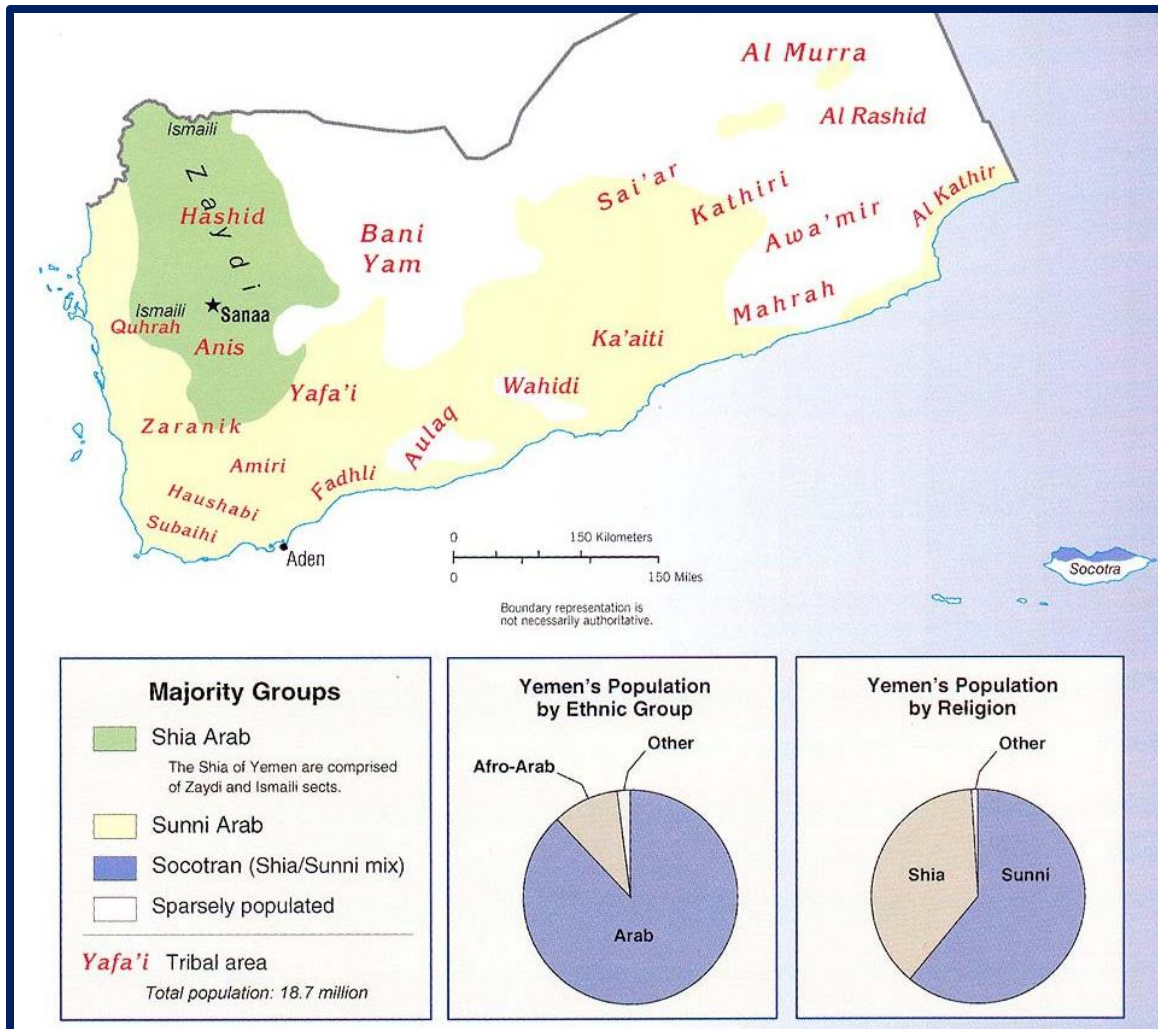 Al Murra
Al Rashid
Ismaili
Zaydi
Hashid
Sai'ar
Kathiri
Awa'mir
Al Kathir
Bani
Yam
Mahrah
Ismaili
Sanaa
Quhrah
Anis
Ka'aiti
Yafa'i
Wahidi
Zaranik
Aulaq
Amiri
Fadhli
Haushabi
Subaihi
Aden
0 150 Kilometers
0 150 Miles
Boundary representation is
not necessarily authoritative.
Socotra
Majority Groups
Shia Arab
The Shia of Yemen are comprised
of Zaydi and Ismaili sects.
Sunni Arab
Socotran (Shia/Sunni mix)
Sparsely populated
Yafa'i Tribal area
Total population: 18.7 million
Yemen's Population
by Ethnic Group
Other
Afro-Arab
Arab
Yemen's Population
by Religion
Other
Shia
Sunni